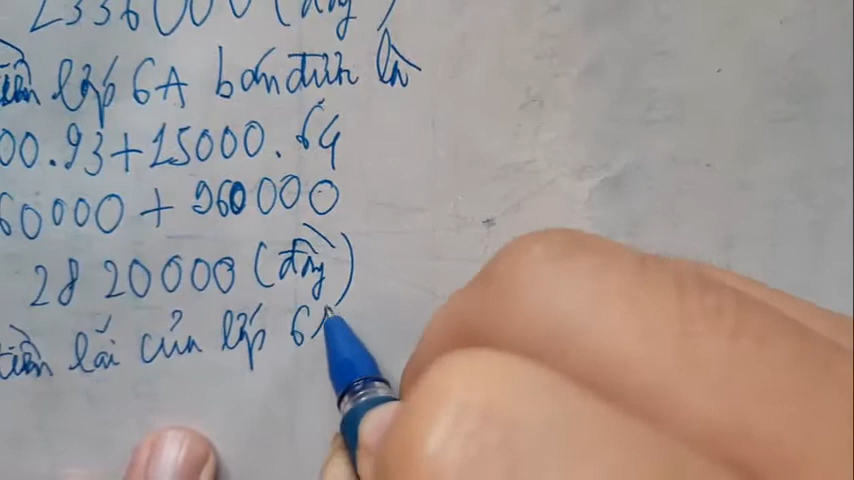 2336000 (đồng)
tiền lớp 6A bán được là
00.93+15000.64
60000 + 960000
2820000 (đồng)
tiền lãi của lớp 6A